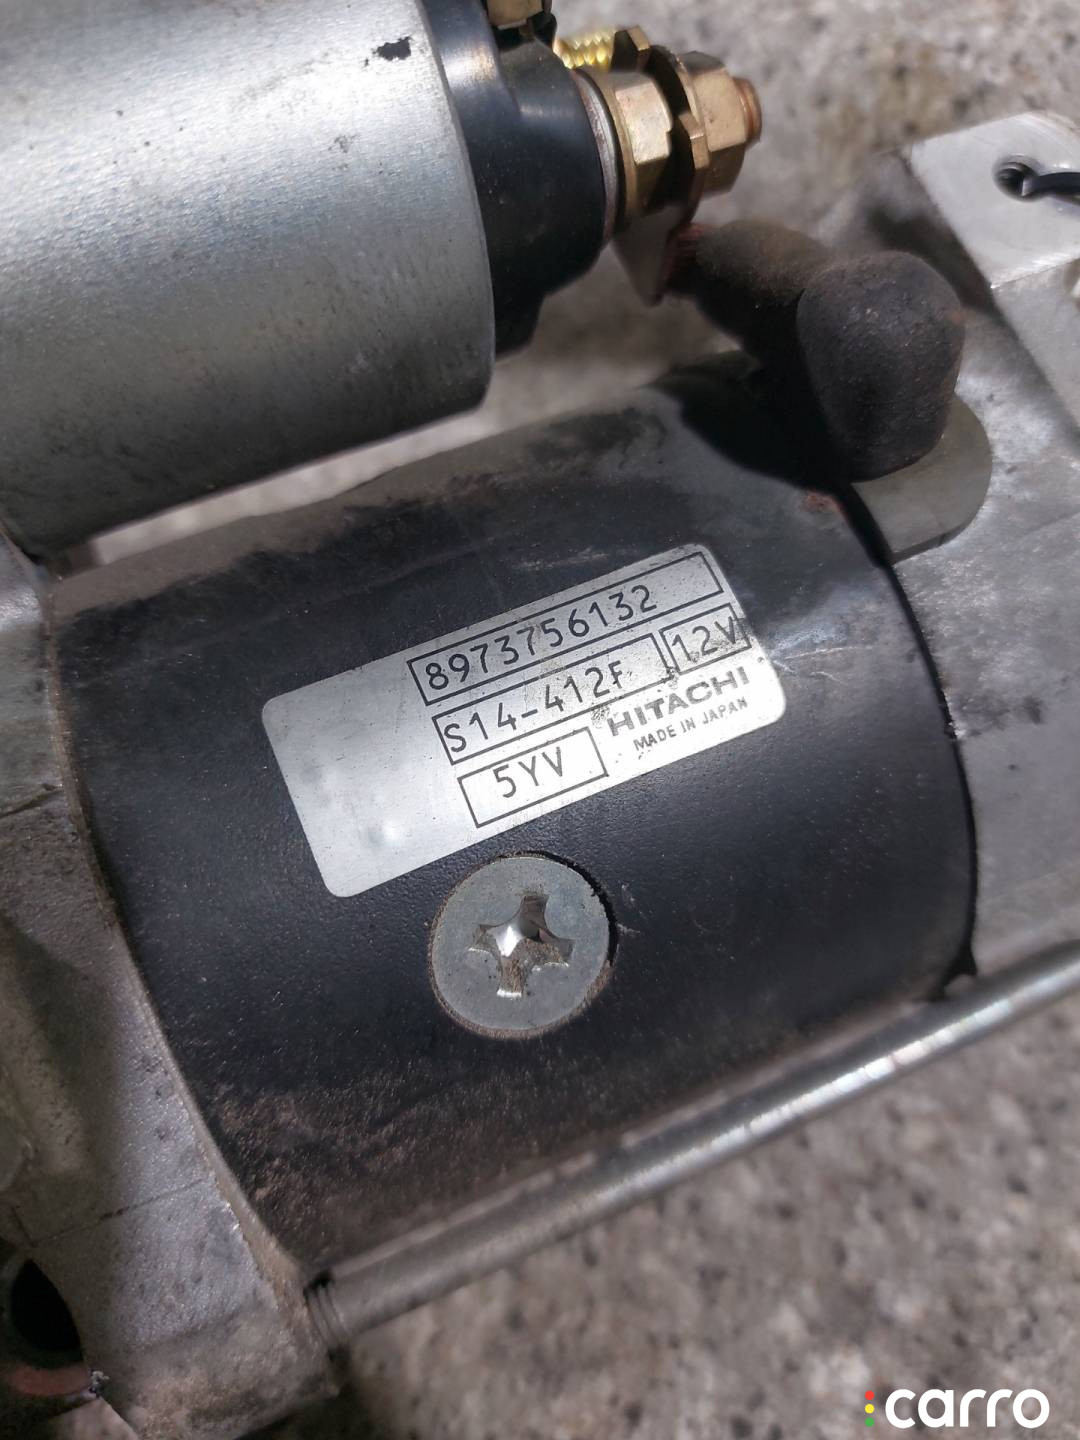 8973756132
S14-412F 12V
5YV HITACHI
MADE IN JAPAN
carro